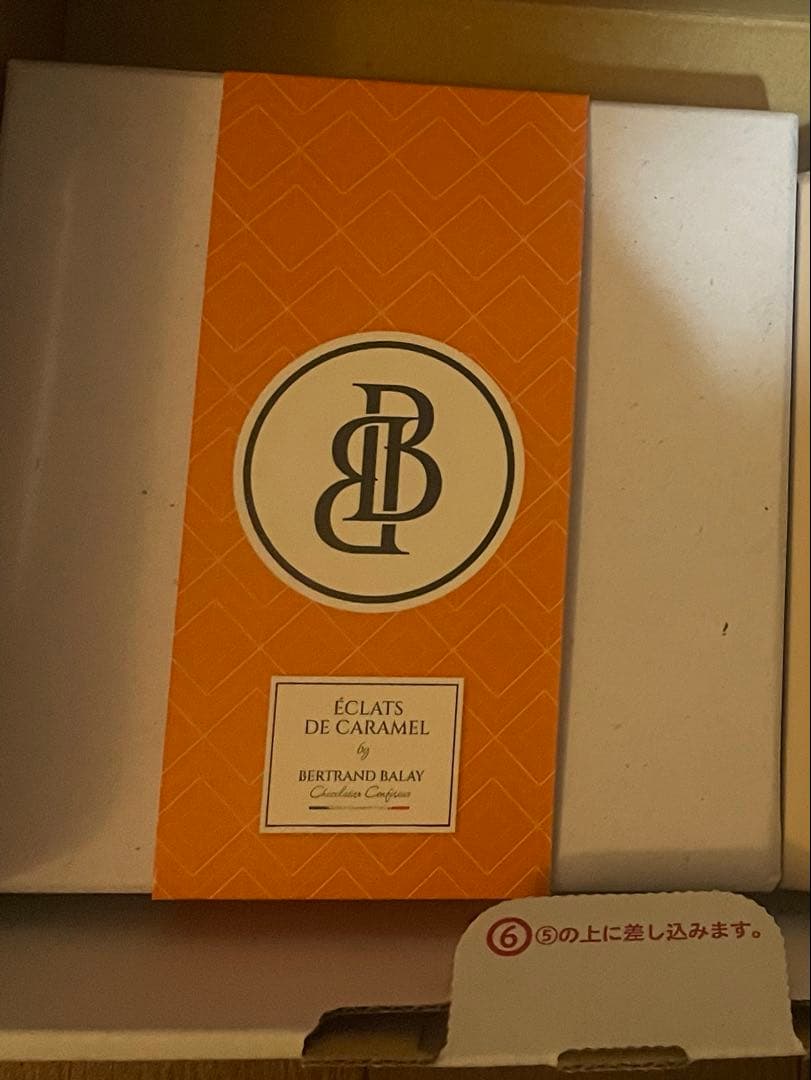 BB
ÉCLATS
DE CARAMEL
BERTRAND BALAY
Chocolatier Confiseur
⑥ ⑤の上に差し込みます。